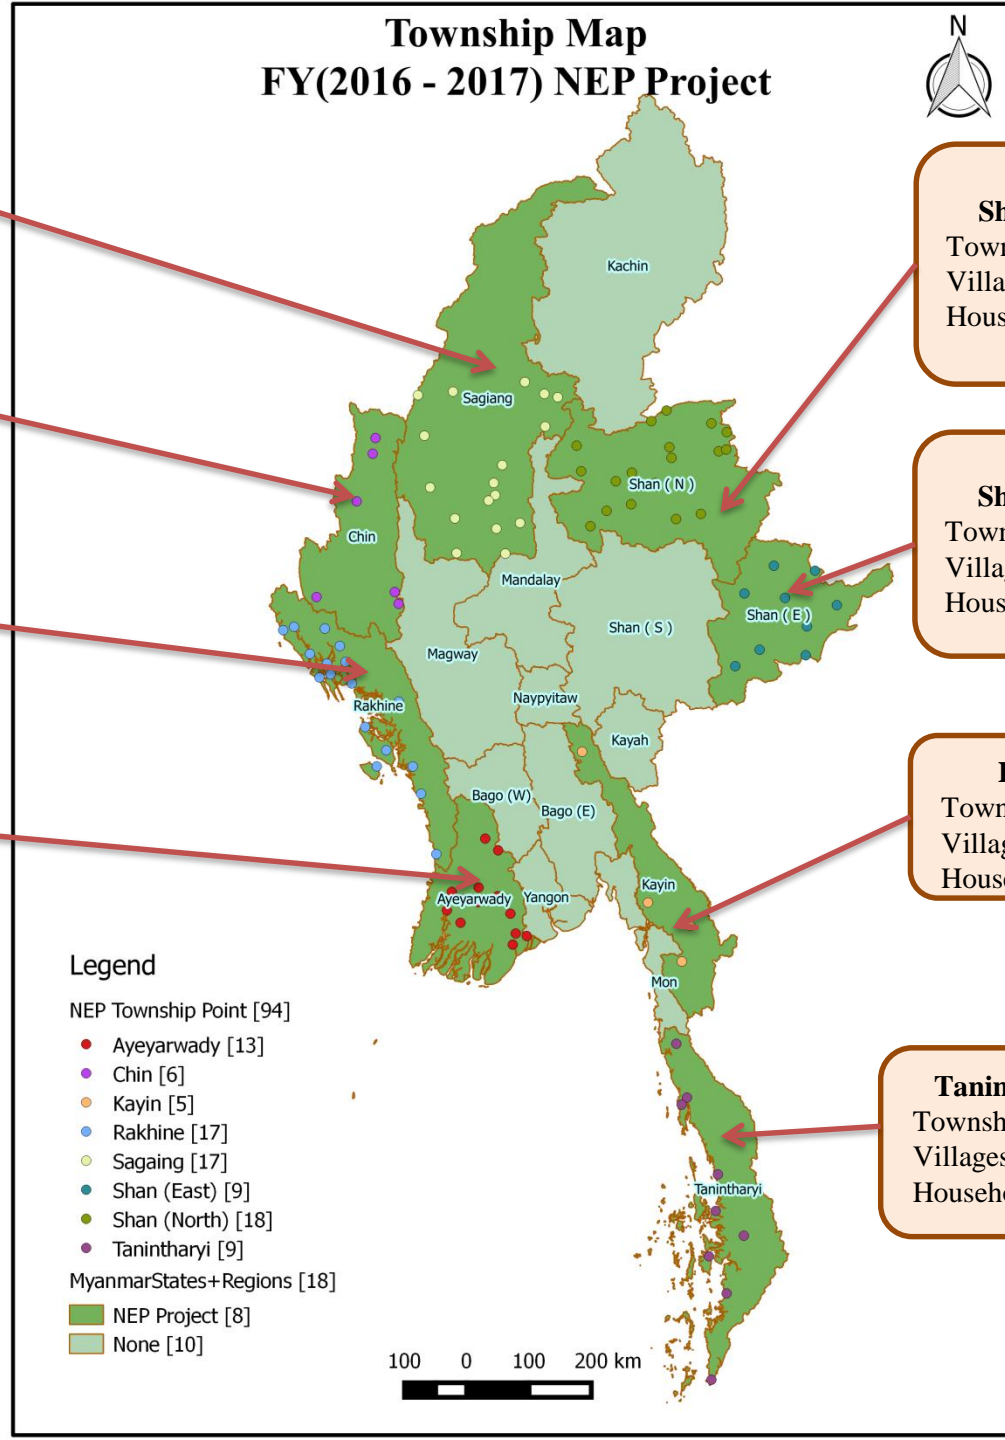 Township Map
FY(2016 - 2017) NEP Project
N
Kachin
Sagiang
Shan ( N )
Chin
Mandalay
Shan ( E )
Shan ( S )
Magway
Naypyitaw
Rakhine
Kayah
Bago (W)
Bago (E)
Kayin
Ayeyarwady
Yangon
Mon
Tanintharyi
Legend
NEP Township Point [94]
Ayeyarwady [13]
Chin [6]
Kayin [5]
Rakhine [17]
Sagaing [17]
Shan (East) [9]
Shan (North) [18]
Tanintharyi [9]
MyanmarStates+Regions [18]
NEP Project [8]
None [10]
100 0 100 200 km